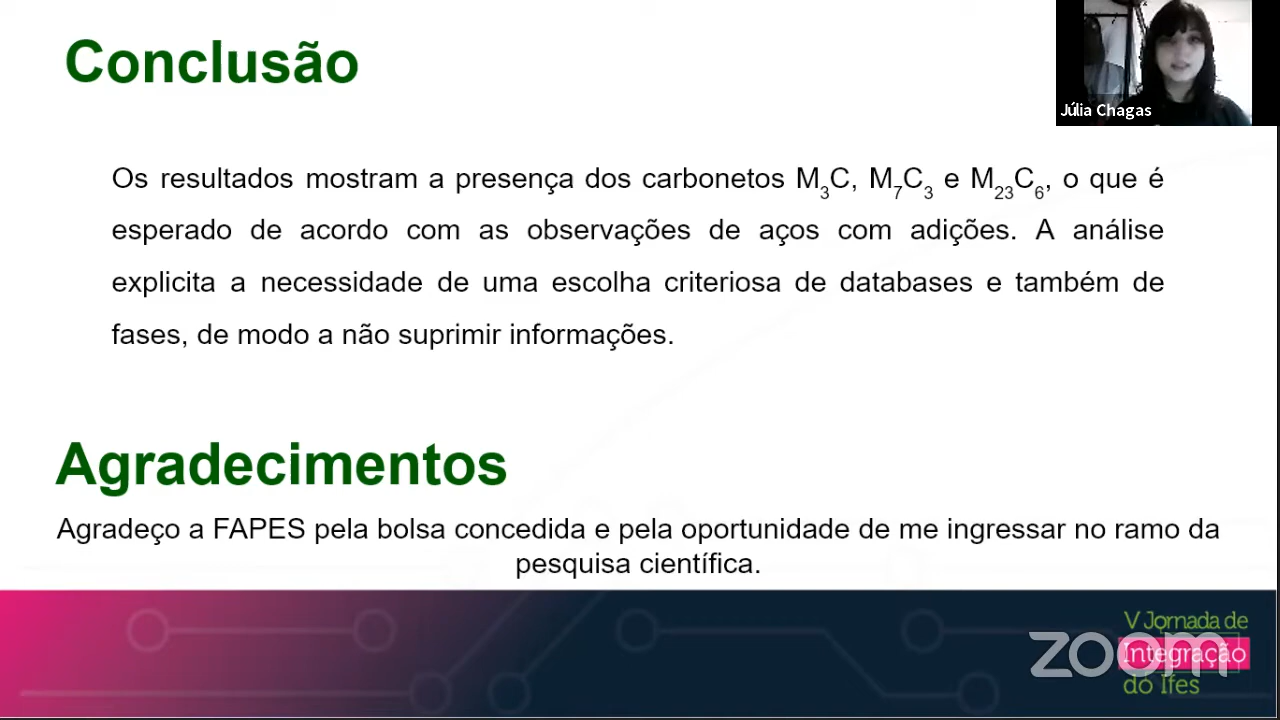 Conclusão
Júlia Chagas
Os resultados mostram a presença dos carbonetos M₃C, M₇C₃ e M₂₃C₆, o que é
esperado de acordo com as observações de aços com adições. A análise
explicita a necessidade de uma escolha criteriosa de databases e também de
fases, de modo a não suprimir informações.
Agradecimentos
Agradeço a FAPES pela bolsa concedida e pela oportunidade de me ingressar no ramo da
pesquisa científica.
V Jornada de
Integração
do Ifes
zoom